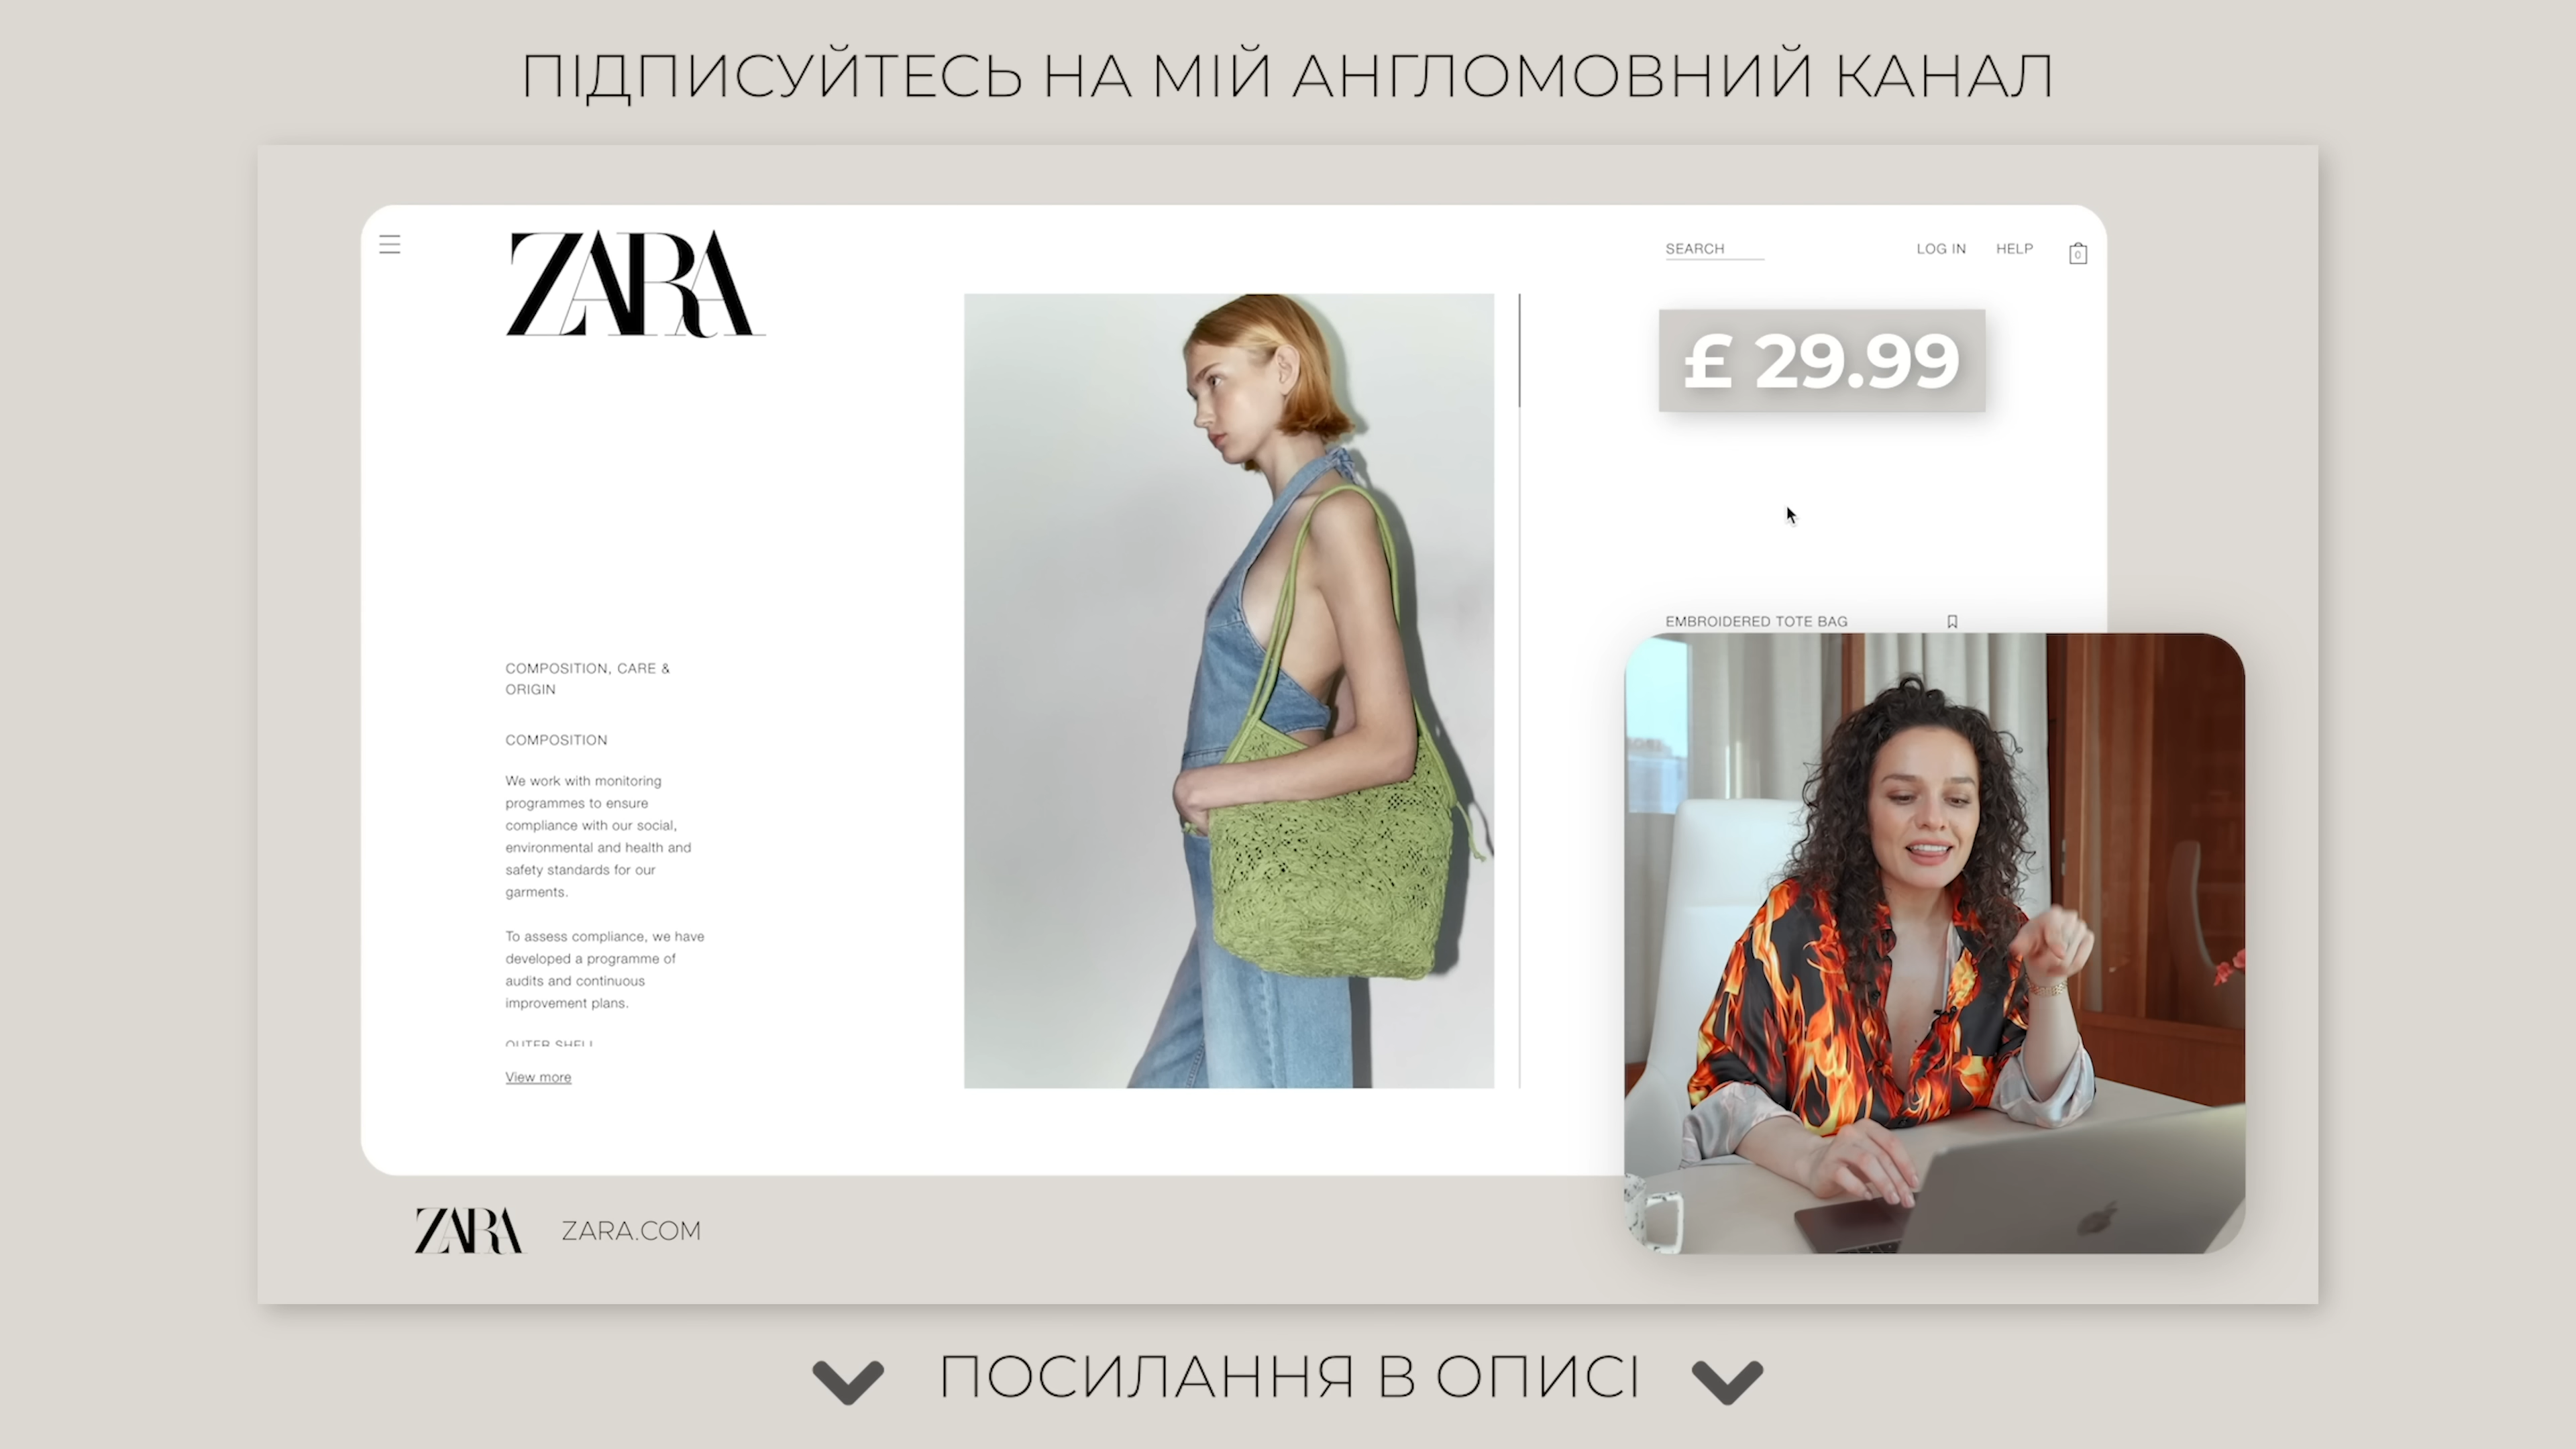 ПІДПИСУЙТЕСЬ НА МІЙ АНГЛОМОВНИЙ КАНАЛ
ZARA
SEARCH
LOG IN
HELP
0
£ 29.99
EMBROIDERED TOTE BAG
COMPOSITION, CARE &
ORIGIN
COMPOSITION
We work with monitoring
programmes to ensure
compliance with our social,
environmental and health and
safety standards for our
garments.
To assess compliance, we have
developed a programme of
audits and continuous
improvement plans.
OUTER SHELL
View more
ZARA
ZARA.COM
ПОСИЛАННЯ В ОПИСІ